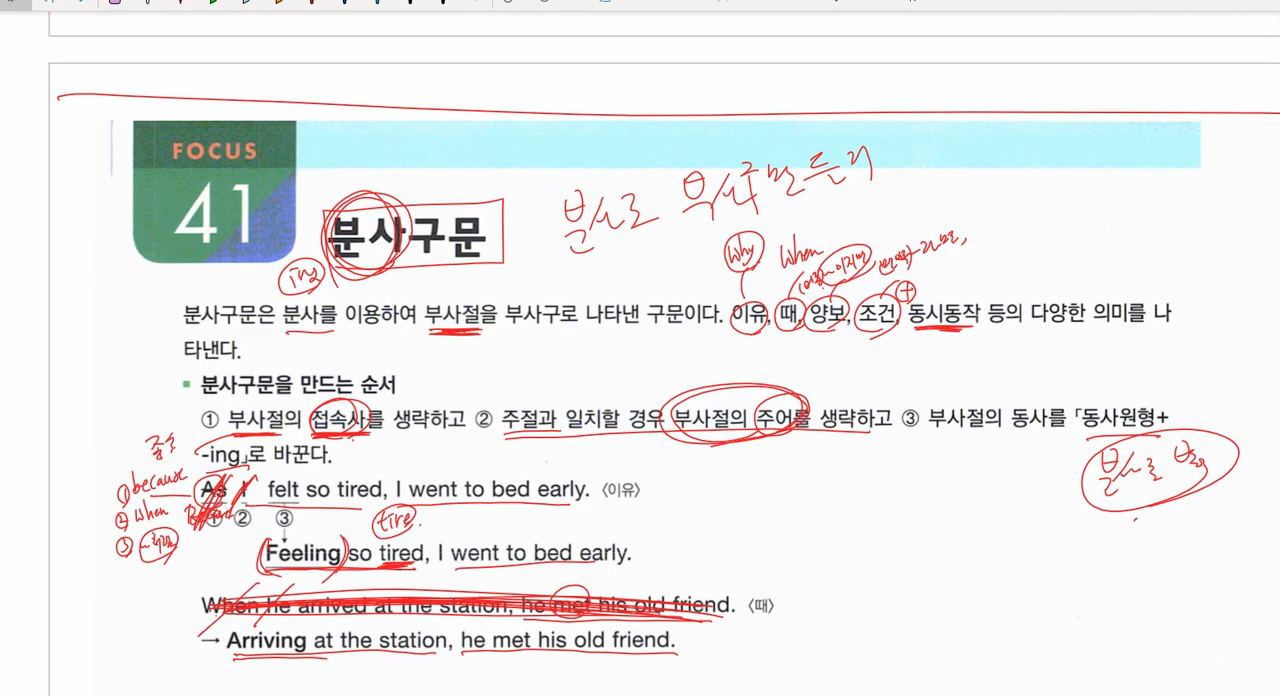 FOCUS
41
분사구문
분사로 부사구 만들기
ing
why
when
분사구문은 분사를 이용하여 부사절을 부사구로 나타낸 구문이다. 이유, 때, 양보, 조건, 동시동작 등의 다양한 의미를 나
타낸다.
분사구문을 만드는 순서
① 부사절의 접속사를 생략하고 ② 주절과 일치할 경우 부사절의 주어를 생략하고 ③ 부사절의 동사를 「동사원형+
-ing」로 바꾼다.
① because
As I felt so tired, I went to bed early. 〈이유〉
② when
① ② ③
tire.
③
Feeling so tired, I went to bed early.
When he arrived at the station, he met his old friend. 〈때〉
→ Arriving at the station, he met his old friend.